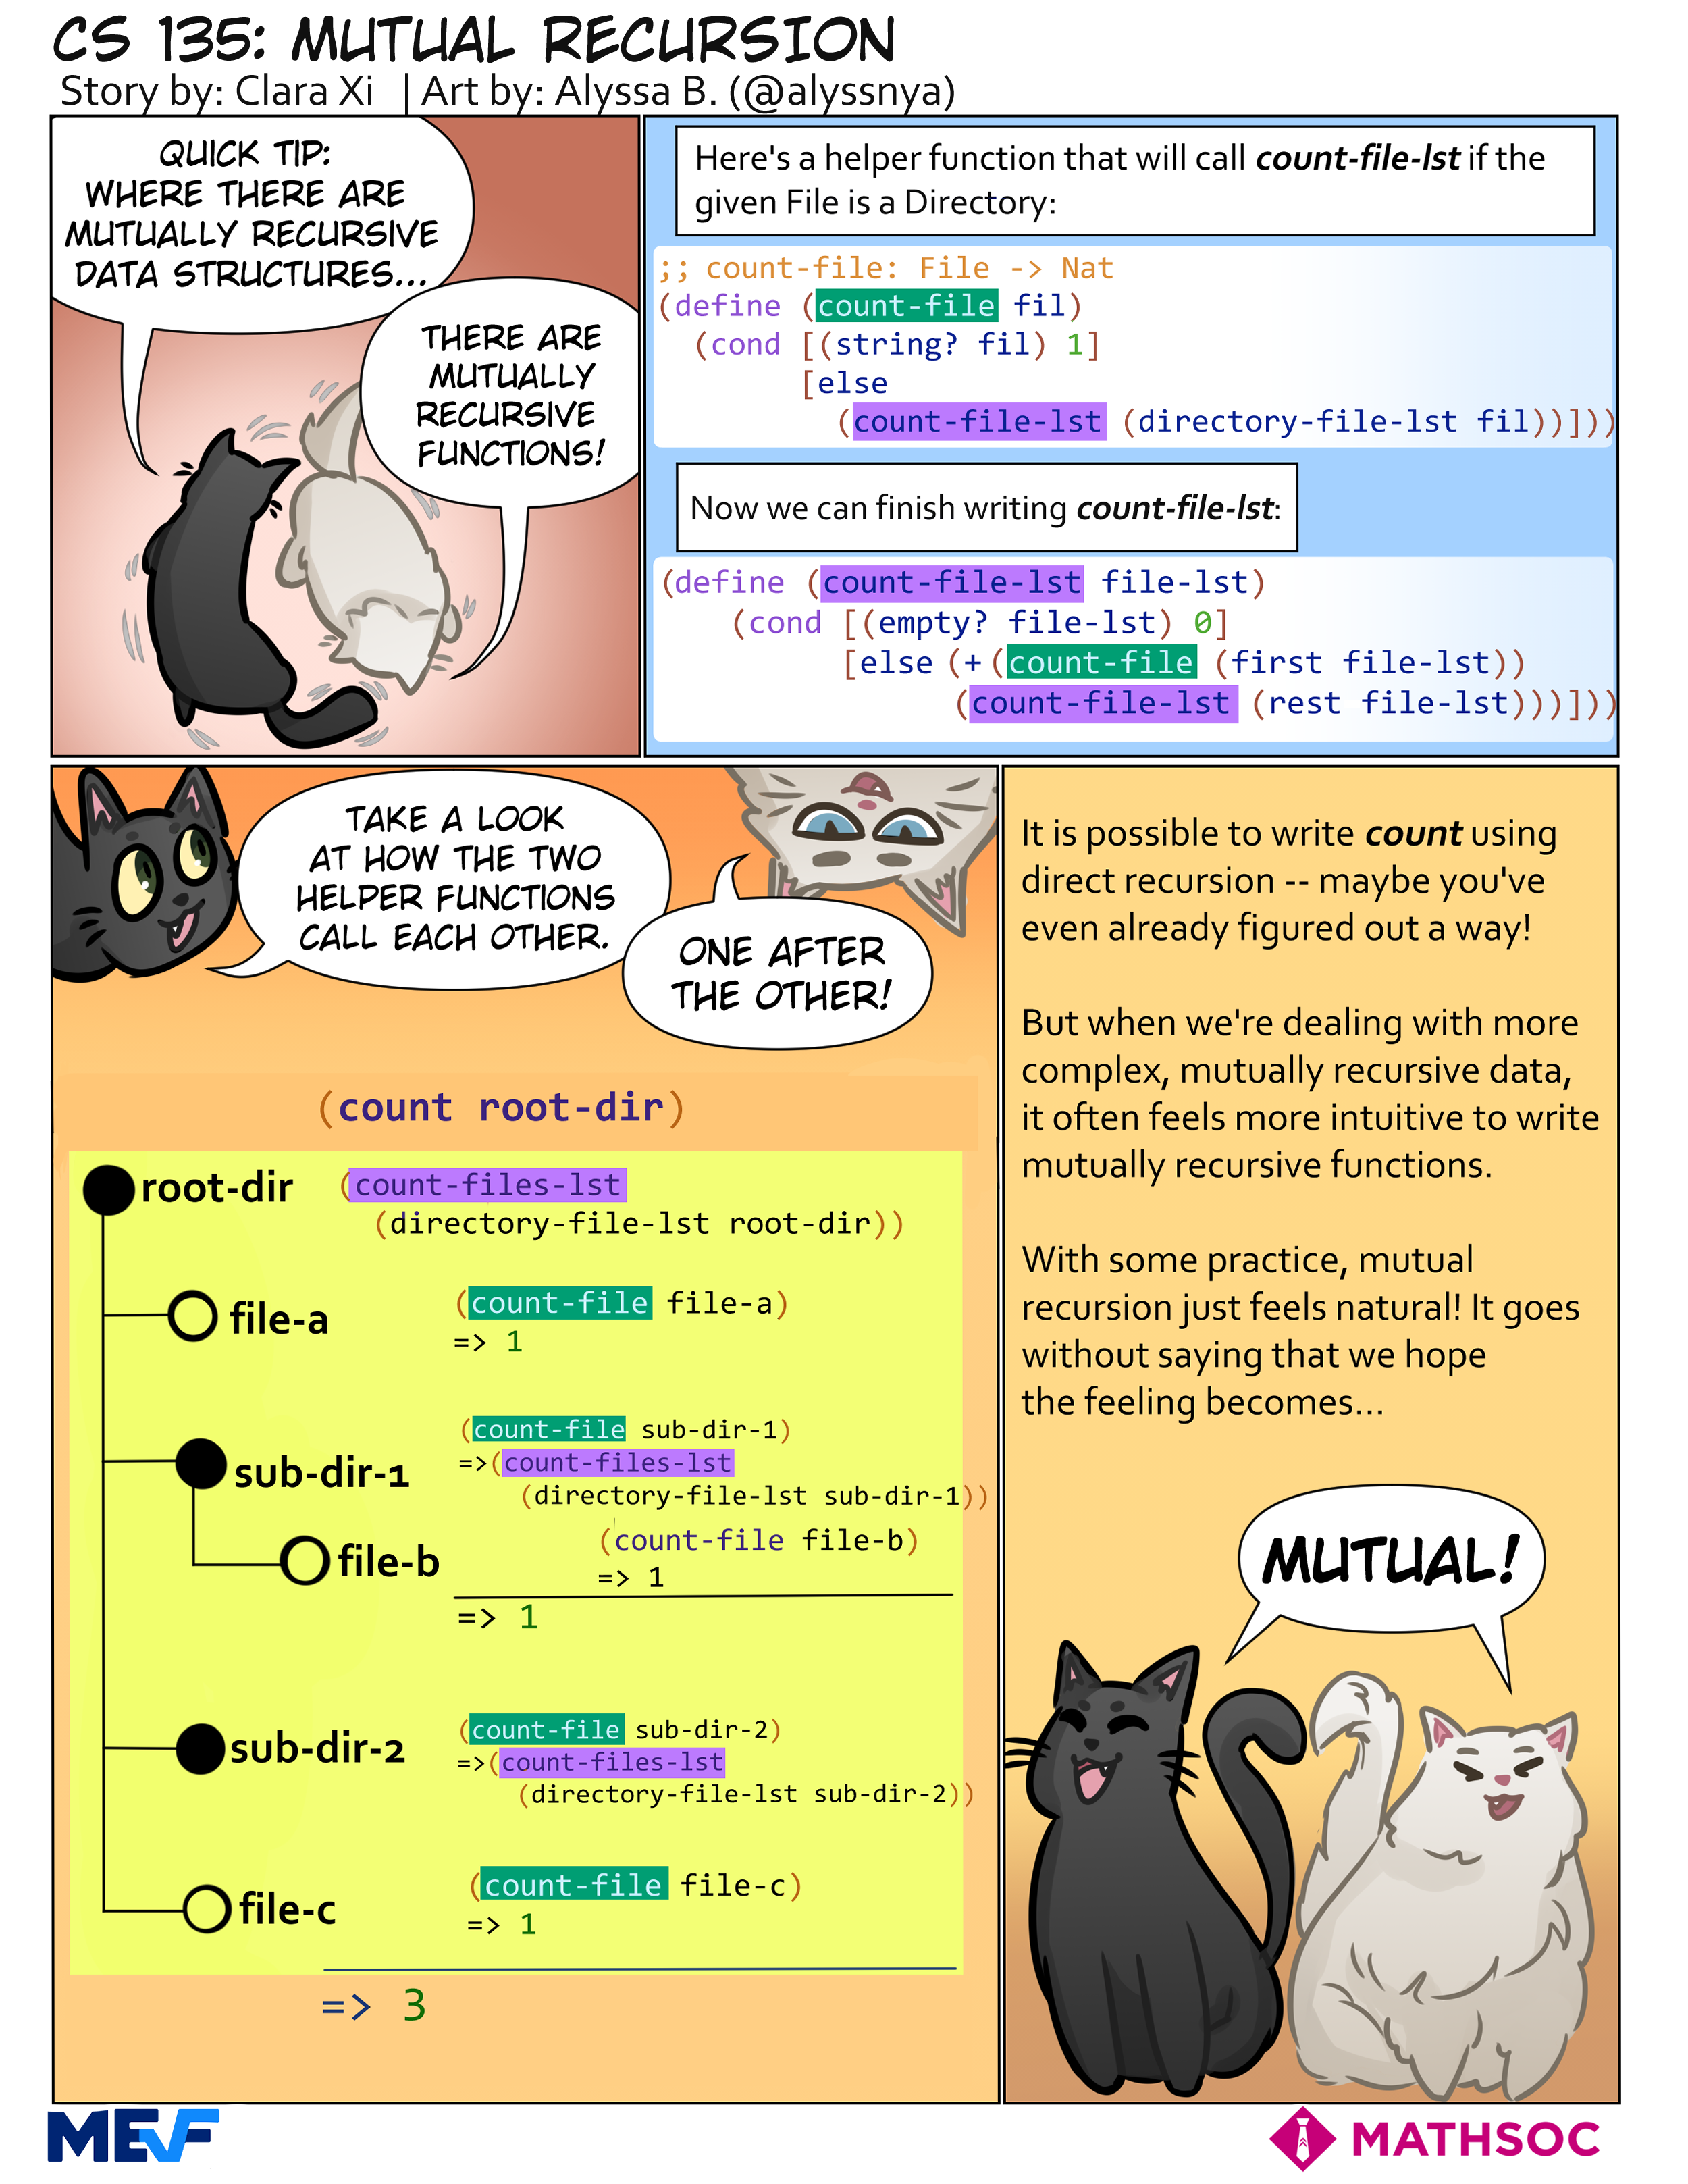 CS 135: MUTUAL RECURSION
Story by: Clara Xi | Art by: Alyssa B. (@alyssnya)
QUICK TIP:
WHERE THERE ARE
MUTUALLY RECURSIVE
DATA STRUCTURES...
THERE ARE
MUTUALLY
RECURSIVE
FUNCTIONS!
Here's a helper function that will call count-file-lst if the
given File is a Directory:
;; count-file: File -> Nat
(define (count-file fil)
(cond [(string? fil) 1]
[else
(count-file-lst (directory-file-lst fil))]))
Now we can finish writing count-file-lst:
(define (count-file-lst file-lst)
(cond [(empty? file-lst) 0]
[else (+ (count-file (first file-lst))
(count-file-lst (rest file-lst)))]))
TAKE A LOOK
AT HOW THE TWO
HELPER FUNCTIONS
CALL EACH OTHER.
ONE AFTER
THE OTHER!
(count root-dir)
root-dir (count-files-lst
(directory-file-lst root-dir))
file-a (count-file file-a)
=> 1
(count-file sub-dir-1)
sub-dir-1 =>(count-files-lst
(directory-file-lst sub-dir-1))
(count-file file-b)
file-b => 1
=> 1
(count-file sub-dir-2)
sub-dir-2 =>(count-files-lst
(directory-file-lst sub-dir-2))
(count-file file-c)
file-c => 1
=> 3
It is possible to write count using
direct recursion -- maybe you've
even already figured out a way!
But when we're dealing with more
complex, mutually recursive data,
it often feels more intuitive to write
mutually recursive functions.
With some practice, mutual
recursion just feels natural! It goes
without saying that we hope
the feeling becomes...
MUTUAL!
MEF
MATHSOC